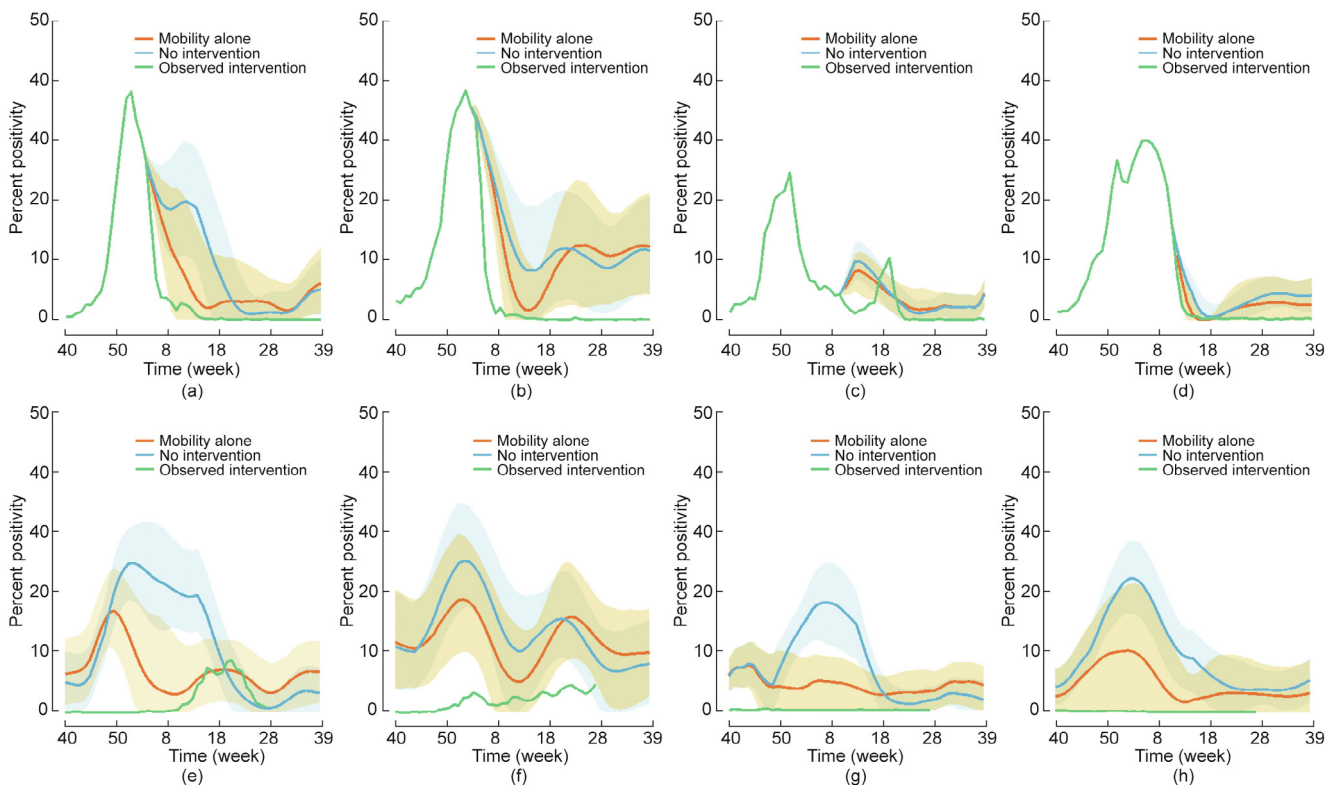 50
40
40
20
10
0
Percent positivity
Mobility alone
No intervention
Observed intervention
40 50 8 18 28 39
Time (week)
(a)
50
40
40
20
10
0
Percent positivity
Mobility alone
No intervention
Observed intervention
40 50 8 18 28 39
Time (week)
(b)
50
40
40
20
10
0
Percent positivity
Mobility alone
No intervention
Observed intervention
40 50 8 18 28 39
Time (week)
(c)
50
40
40
20
10
0
Percent positivity
Mobility alone
No intervention
Observed intervention
40 50 8 18 28 39
Time (week)
(d)
50
40
40
20
10
0
Percent positivity
Mobility alone
No intervention
Observed intervention
40 50 8 18 28 39
Time (week)
(e)
50
40
40
20
10
0
Percent positivity
Mobility alone
No intervention
Observed intervention
40 50 8 18 28 39
Time (week)
(f)
50
40
40
20
10
0
Percent positivity
Mobility alone
No intervention
Observed intervention
40 50 8 18 28 39
Time (week)
(g)
50
40
40
20
10
0
Percent positivity
Mobility alone
No intervention
Observed intervention
40 50 8 18 28 39
Time (week)
(h)